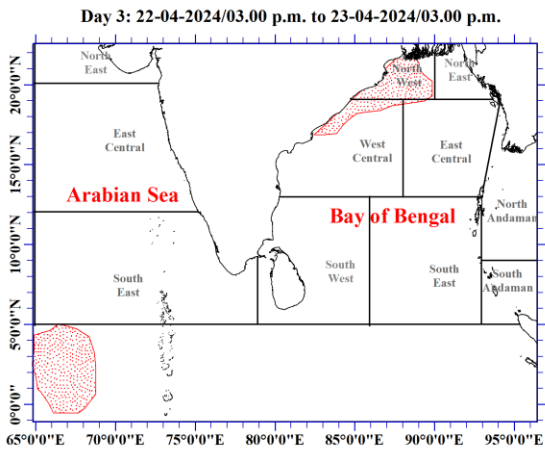 Day 3: 22-04-2024/03.00 p.m. to 23-04-2024/03.00 p.m.
North
East
North
West
North
East
20°0'0"N
East
Central
West
Central
East
Central
15°0'0"N
Arabian Sea
Bay of Bengal
North
Andaman
10°0'0"N
South
East
South
West
South
East
South
Andaman
5°0'0"N
0°0'0"
65°0'0"E 70°0'0"E 75°0'0"E 80°0'0"E 85°0'0"E 90°0'0"E 95°0'0"E